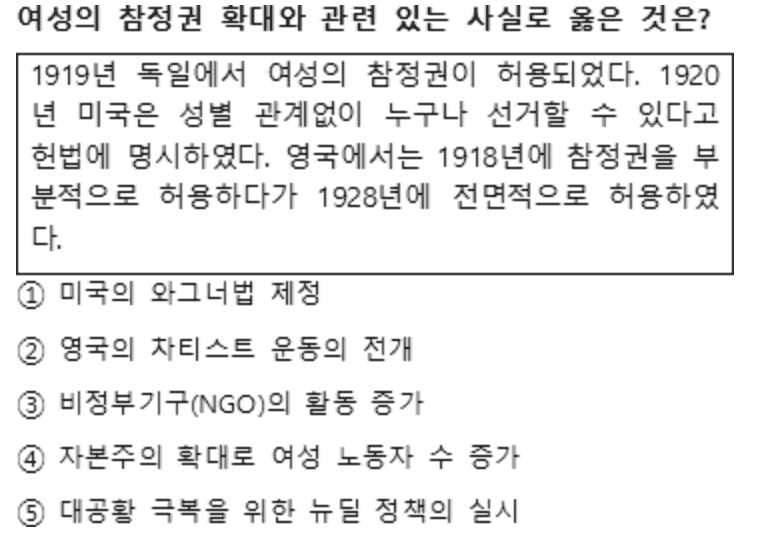 여성의 참정권 확대와 관련 있는 사실로 옳은 것은?
1919년 독일에서 여성의 참정권이 허용되었다. 1920
년 미국은 성별 관계없이 누구나 선거할 수 있다고
헌법에 명시하였다. 영국에서는 1918년에 참정권을 부
분적으로 허용하다가 1928년에 전면적으로 허용하였
다.
① 미국의 와그너법 제정
② 영국의 차티스트 운동의 전개
③ 비정부기구(NGO)의 활동 증가
④ 자본주의 확대로 여성 노동자 수 증가
⑤ 대공황 극복을 위한 뉴딜 정책의 실시